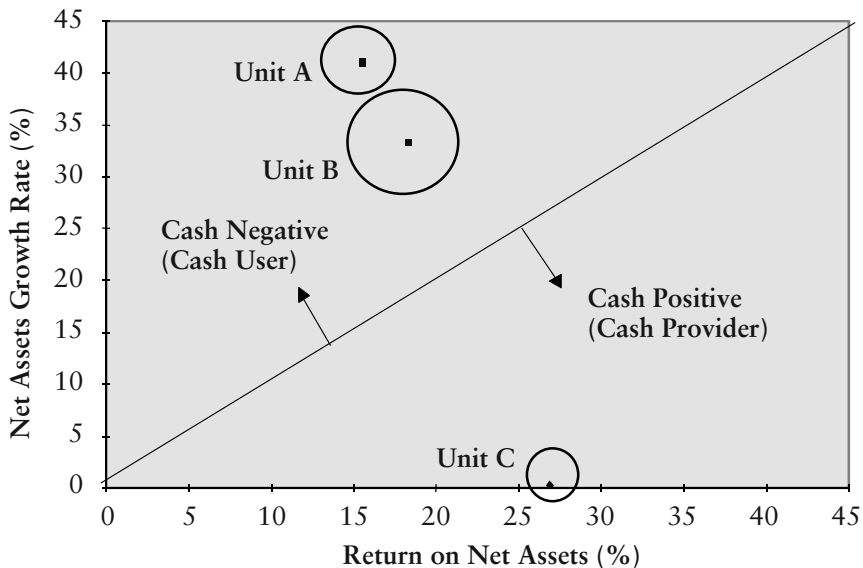 45
40
35
30
25
20
15
10
5
0
Net Assets Growth Rate (%)
Unit A
Unit B
Cash Negative
(Cash User)
Cash Positive
(Cash Provider)
Unit C
0 5 10 15 20 25 30 35 40 45
Return on Net Assets (%)